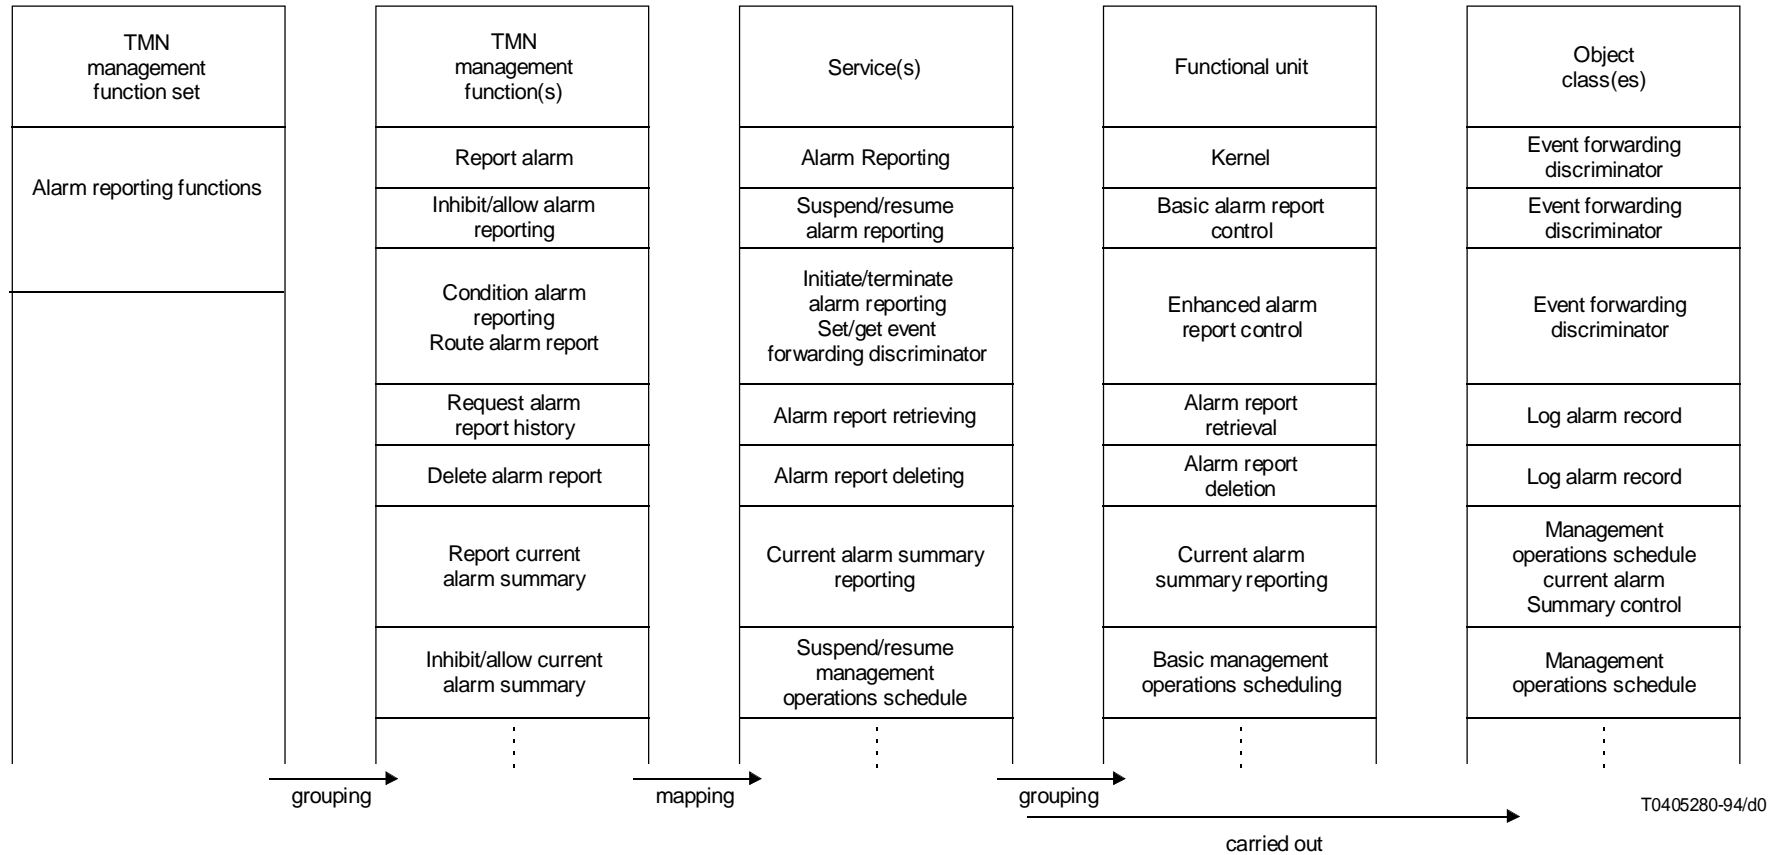 TMN
management
function set
TMN
management
function(s)
Service(s)
Functional unit
Object
class(es)
Alarm reporting functions
Report alarm
Alarm Reporting
Kernel
Event forwarding
discriminator
Inhibit/allow alarm
reporting
Suspend/resume
alarm reporting
Basic alarm report
control
Event forwarding
discriminator
Condition alarm
reporting
Route alarm report
Initiate/terminate
alarm reporting
Set/get event
forwarding discriminator
Enhanced alarm
report control
Event forwarding
discriminator
Request alarm
report history
Alarm report retrieving
Alarm report
retrieval
Log alarm record
Delete alarm report
Alarm report deleting
Alarm report
deletion
Log alarm record
Report current
alarm summary
Current alarm summary
reporting
Current alarm
summary reporting
Management
operations schedule
current alarm
Summary control
Inhibit/allow current
alarm summary
Suspend/resume
management
operations schedule
Basic management
operations scheduling
Management
operations schedule
grouping
mapping
grouping
carried out
T0405280-94/d0